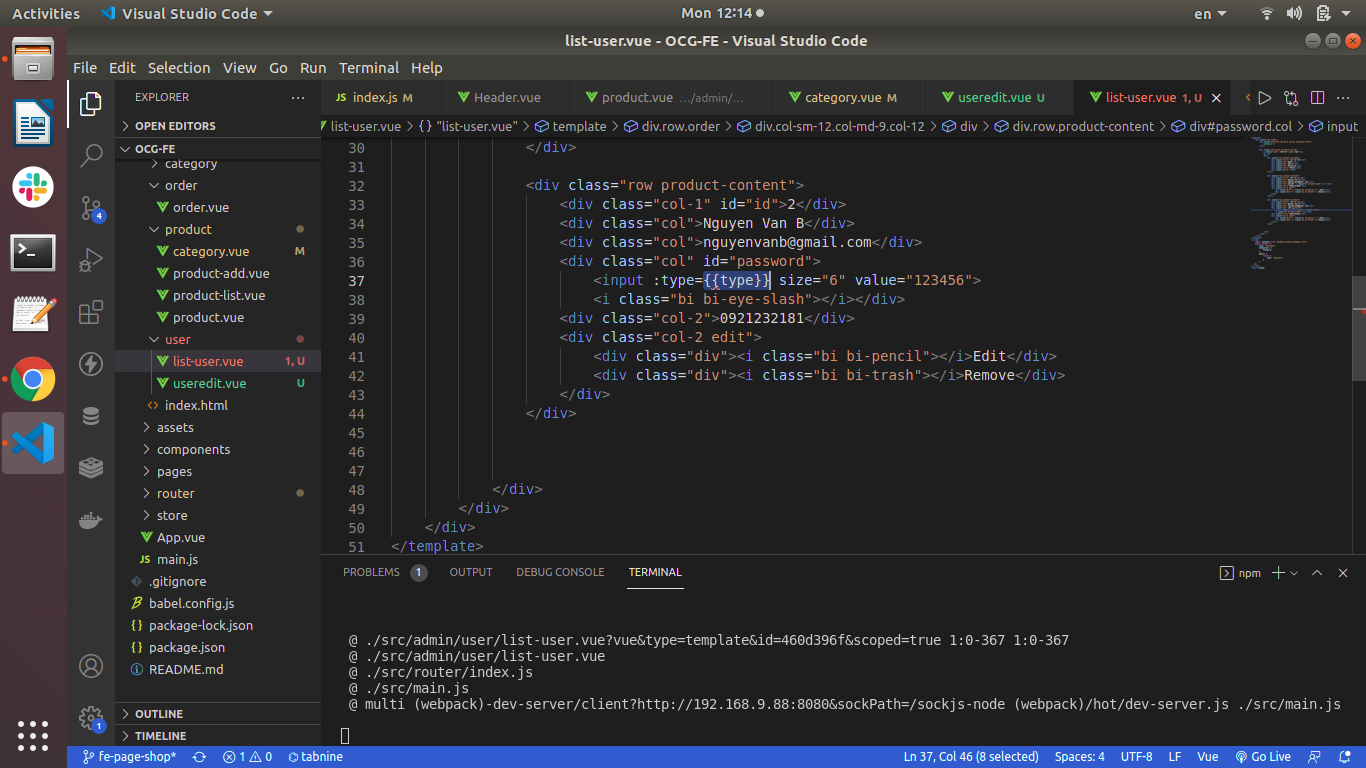 Activities Visual Studio Code Mon 12:14 en
list-user.vue - OCG-FE - Visual Studio Code
File Edit Selection View Go Run Terminal Help
EXPLORER ··· JS index.js M Header.vue product.vue .../admin/... category.vue M useredit.vue U list-user.vue 1, U
OPEN EDITORS
list-user.vue > {} "list-user.vue" > template > div.row.order > div.col-sm-12.col-md-9.col-12 > div > div.row.product-content > div#password.col > input
OCG-FE
category
order
order.vue
product
category.vue M
product-add.vue
product-list.vue
product.vue
user
list-user.vue 1, U
useredit.vue U
index.html
assets
components
pages
router
store
App.vue
JS main.js
.gitignore
babel.config.js
{} package-lock.json
{} package.json
README.md
OUTLINE
TIMELINE
4
1
30 </div>
31
32 <div class="row product-content">
33 <div class="col-1" id="id">2</div>
34 <div class="col">Nguyen Van B</div>
35 <div class="col">nguyenvanb@gmail.com</div>
36 <div class="col" id="password">
37 <input :type={{type}} size="6" value="123456">
38 <i class="bi bi-eye-slash"></i></div>
39 <div class="col-2">0921232181</div>
40 <div class="col-2 edit">
41 <div class="div"><i class="bi bi-pencil"></i>Edit</div>
42 <div class="div"><i class="bi bi-trash"></i>Remove</div>
43 </div>
44 </div>
45
46
47
48 </div>
49 </div>
50 </div>
51 </template>
PROBLEMS 1 OUTPUT DEBUG CONSOLE TERMINAL npm
@ ./src/admin/user/list-user.vue?vue&type=template&id=460d396f&scoped=true 1:0-367 1:0-367
@ ./src/admin/user/list-user.vue
@ ./src/router/index.js
@ ./src/main.js
@ multi (webpack)-dev-server/client?http://192.168.9.88:8080&sockPath=/sockjs-node (webpack)/hot/dev-server.js ./src/main.js
fe-page-shop* 1 0 tabnine Ln 37, Col 46 (8 selected) Spaces: 4 UTF-8 LF Vue Go Live